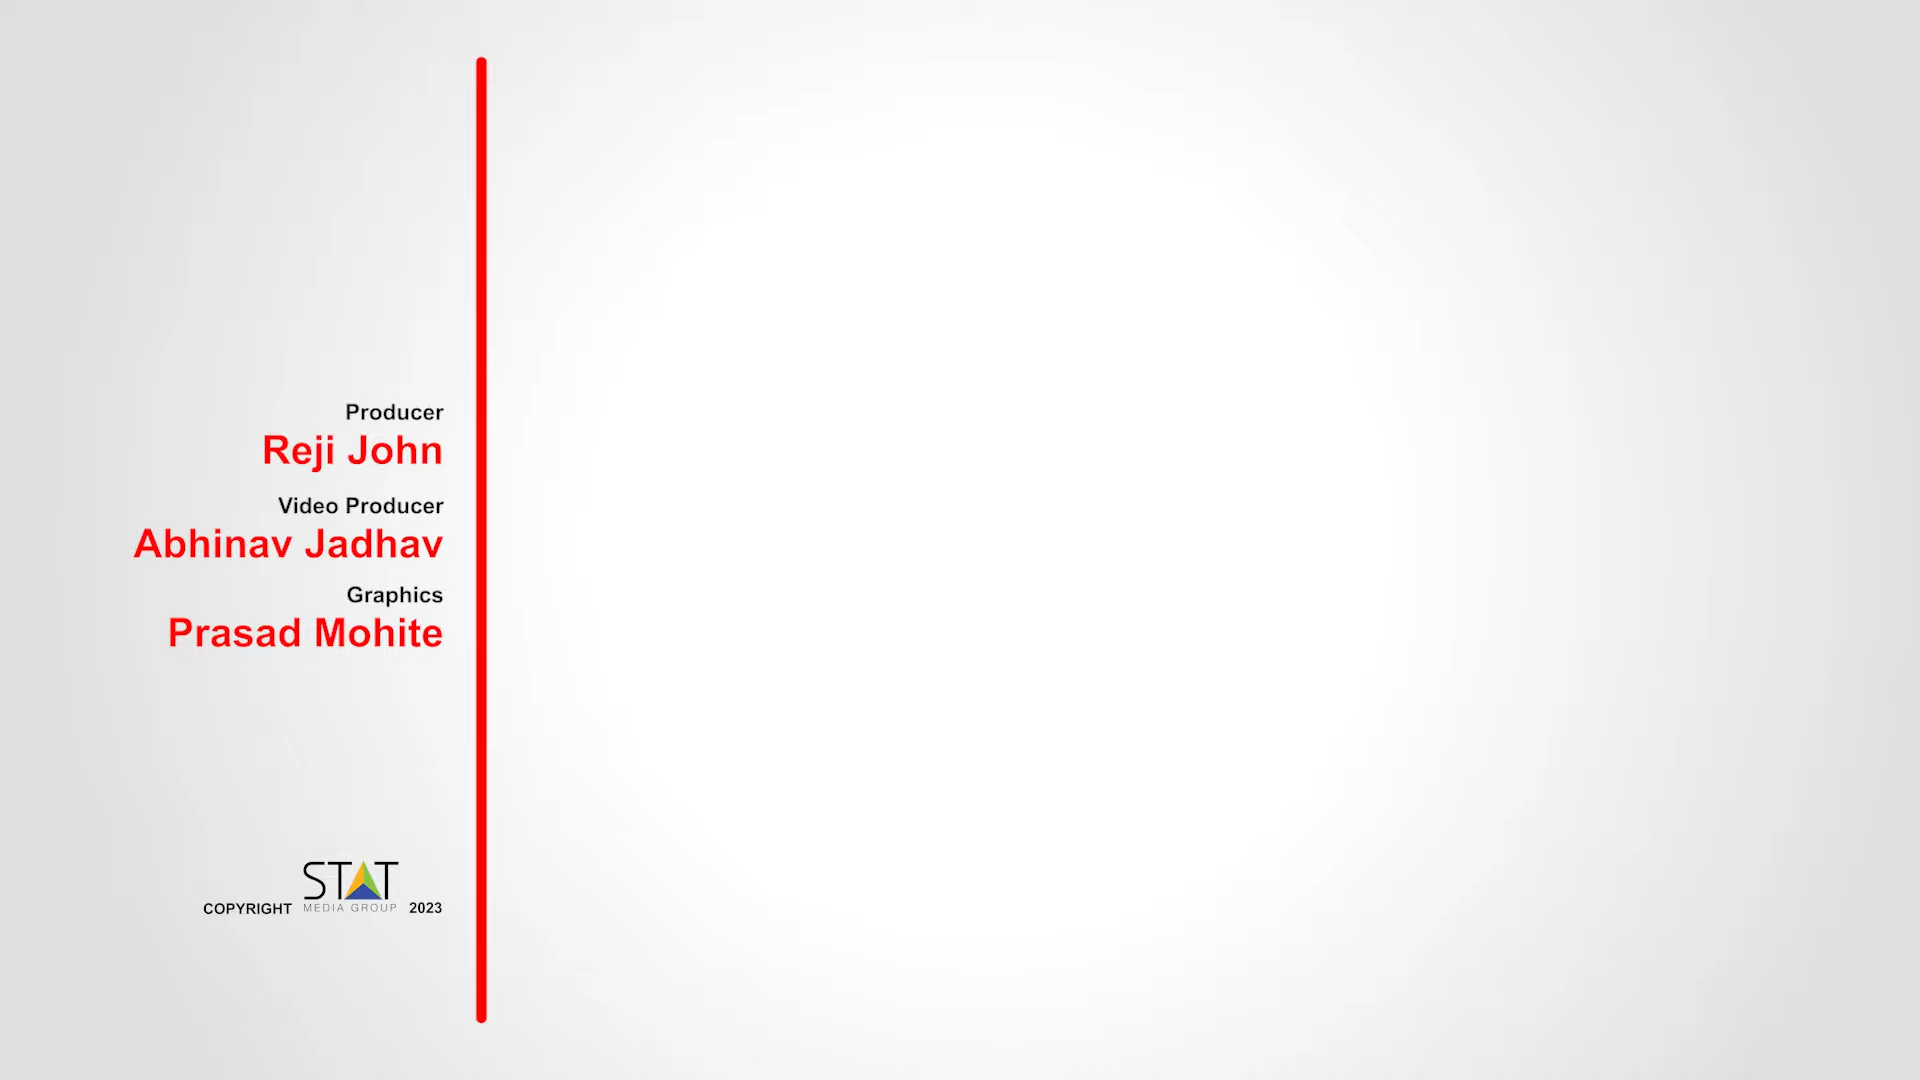 Producer
Reji John
Video Producer
Abhinav Jadhav
Graphics
Prasad Mohite
STAT
COPYRIGHT MEDIA GROUP 2023